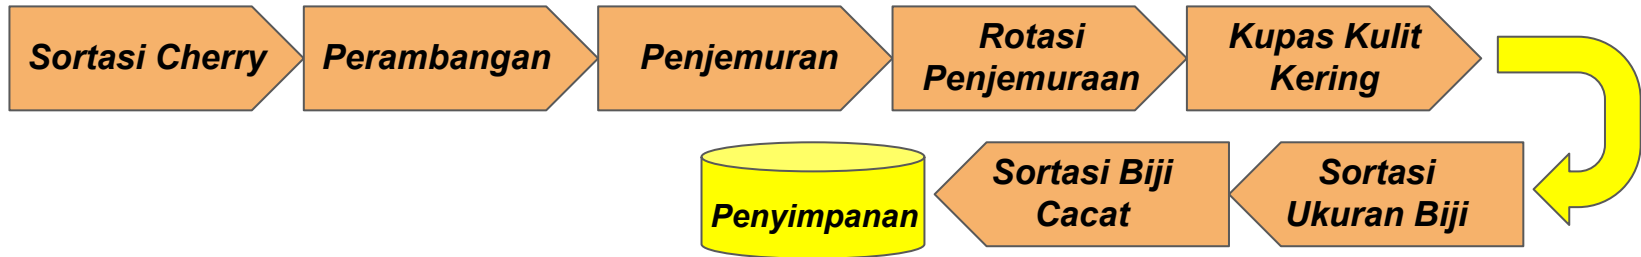 Sortasi Cherry
Perambangan
Penjemuran
Rotasi
Penjemuraan
Kupas Kulit
Kering
Sortasi
Ukuran Biji
Sortasi Biji
Cacat
Penyimpanan